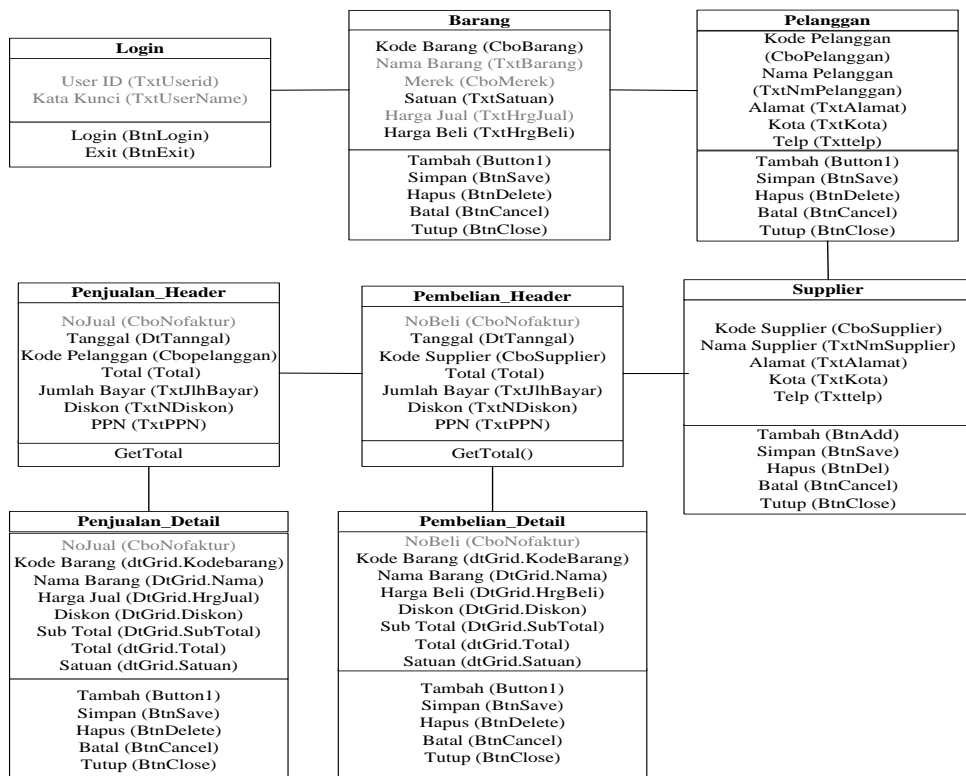 Login
User ID (TxtUserid)
Kata Kunci (TxtUserName)
Login (BtnLogin)
Exit (BtnExit)
Barang
Kode Barang (CboBarang)
Nama Barang (TxtBarang)
Merek (CboMerek)
Satuan (TxtSatuan)
Harga Jual (TxtHrgJual)
Harga Beli (TxtHrgBeli)
Tambah (Button1)
Simpan (BtnSave)
Hapus (BtnDelete)
Batal (BtnCancel)
Tutup (BtnClose)
Pelanggan
Kode Pelanggan
(CboPelanggan)
Nama Pelanggan
(TxtNmPelanggan)
Alamat (TxtAlamat)
Kota (TxtKota)
Telp (Txttelp)
Tambah (Button1)
Simpan (BtnSave)
Hapus (BtnDelete)
Batal (BtnCancel)
Tutup (BtnClose)
Penjualan_Header
NoJual (CboNofaktur)
Tanggal (DtTanngal)
Kode Pelanggan (Cbopelanggan)
Total (Total)
Jumlah Bayar (TxtJlhBayar)
Diskon (TxtNDiskon)
PPN (TxtPPN)
GetTotal
Pembelian_Header
NoBeli (CboNofaktur)
Tanggal (DtTanngal)
Kode Supplier (CboSupplier)
Total (Total)
Jumlah Bayar (TxtJlhBayar)
Diskon (TxtNDiskon)
PPN (TxtPPN)
GetTotal()
Supplier
Kode Supplier (CboSupplier)
Nama Supplier (TxtNmSupplier)
Alamat (TxtAlamat)
Kota (TxtKota)
Telp (Txttelp)
Tambah (BtnAdd)
Simpan (BtnSave)
Hapus (BtnDel)
Batal (BtnCancel)
Tutup (BtnClose)
Penjualan_Detail
NoJual (CboNofaktur)
Kode Barang (dtGrid.Kodebarang)
Nama Barang (DtGrid.Nama)
Harga Jual (DtGrid.HrgJual)
Diskon (DtGrid.Diskon)
Sub Total (DtGrid.SubTotal)
Total (dtGrid.Total)
Satuan (dtGrid.Satuan)
Tambah (Button1)
Simpan (BtnSave)
Hapus (BtnDelete)
Batal (BtnCancel)
Tutup (BtnClose)
Pembelian_Detail
NoBeli (CboNofaktur)
Kode Barang (dtGrid.KodeBarang)
Nama Barang (DtGrid.Nama)
Harga Beli (DtGrid.HrgBeli)
Diskon (DtGrid.Diskon)
Sub Total (DtGrid.SubTotal)
Total (dtGrid.Total)
Satuan (dtGrid.Satuan)
Tambah (Button1)
Simpan (BtnSave)
Hapus (BtnDelete)
Batal (BtnCancel)
Tutup (BtnClose)